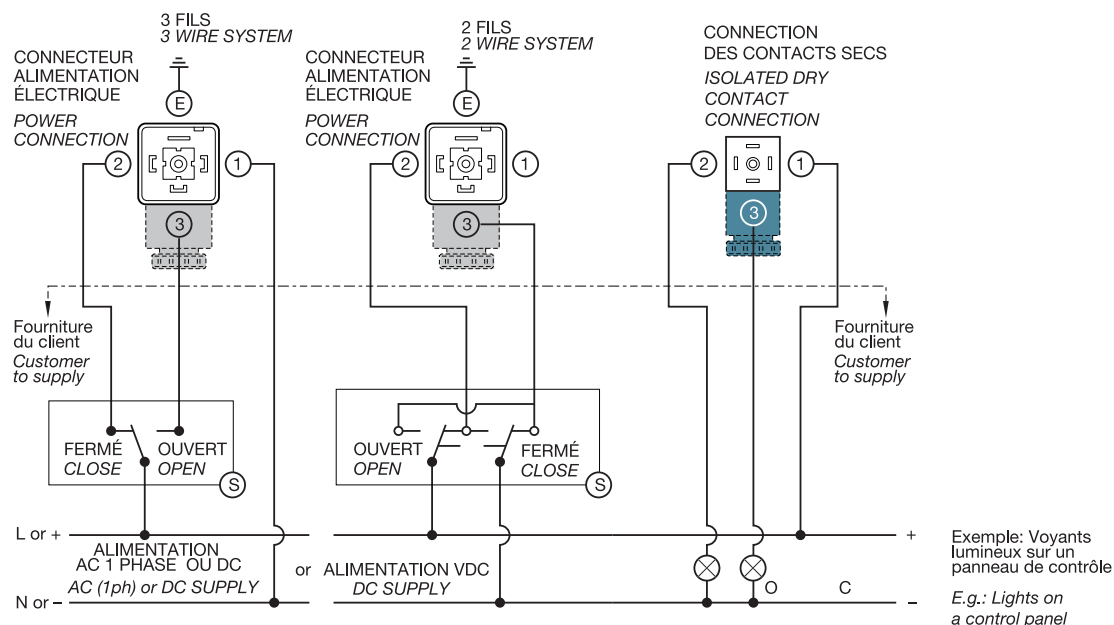 3 FILS
3 WIRE SYSTEM
CONNECTEUR
ALIMENTATION
ÉLECTRIQUE
POWER
CONNECTION
E
2
1
3
2 FILS
2 WIRE SYSTEM
CONNECTEUR
ALIMENTATION
ÉLECTRIQUE
POWER
CONNECTION
E
2
1
3
CONNECTION
DES CONTACTS SECS
ISOLATED DRY
CONTACT
CONNECTION
2
1
3
Fourniture
du client
Customer
to supply
Fourniture
du client
Customer
to supply
FERMÉ
CLOSE
OUVERT
OPEN
S
OUVERT
OPEN
FERMÉ
CLOSE
S
L or +
ALIMENTATION
AC 1 PHASE OU DC
AC (1ph) or DC SUPPLY
N or –
or
ALIMENTATION VDC
DC SUPPLY
O
C
+
–
Exemple: Voyants
lumineux sur un
panneau de contrôle
E.g.: Lights on
a control panel